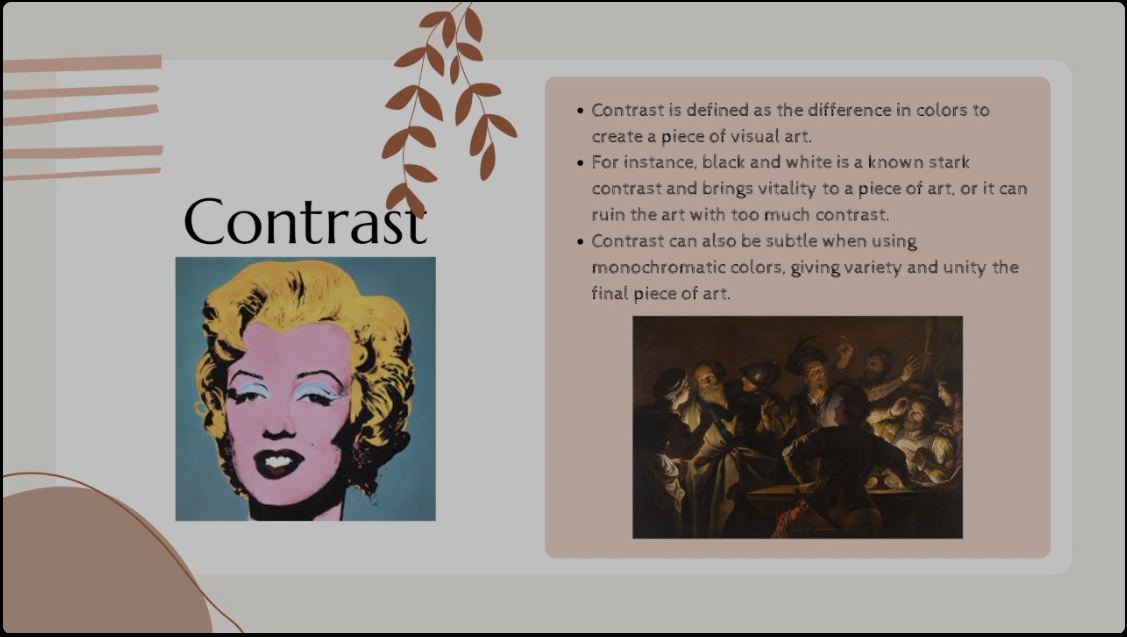 Contrast
• Contrast is defined as the difference in colors to
create a piece of visual art.
• For instance, black and white is a known stark
contrast and brings vitality to a piece of art, or it can
ruin the art with too much contrast.
• Contrast can also be subtle when using
monochromatic colors, giving variety and unity the
final piece of art.